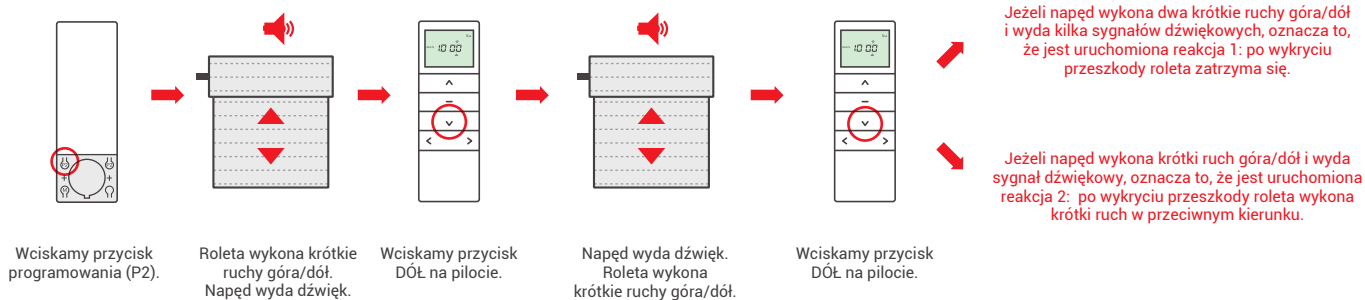 Jeżeli napęd wykona dwa krótkie ruchy góra/dół
i wyda kilka sygnałów dźwiękowych, oznacza to,
że jest uruchomiona reakcja 1: po wykryciu
przeszkody roleta zatrzyma się.
Jeżeli napęd wykona krótki ruch góra/dół i wyda
sygnał dźwiękowy, oznacza to, że jest uruchomiona
reakcja 2: po wykryciu przeszkody roleta wykona
krótki ruch w przeciwnym kierunku.
Wciskamy przycisk
programowania (P2).
Roleta wykona krótkie
ruchy góra/dół.
Napęd wyda dźwięk.
Wciskamy przycisk
DÓŁ na pilocie.
Napęd wyda dźwięk.
Roleta wykona
krótkie ruchy góra/dół.
Wciskamy przycisk
DÓŁ na pilocie.